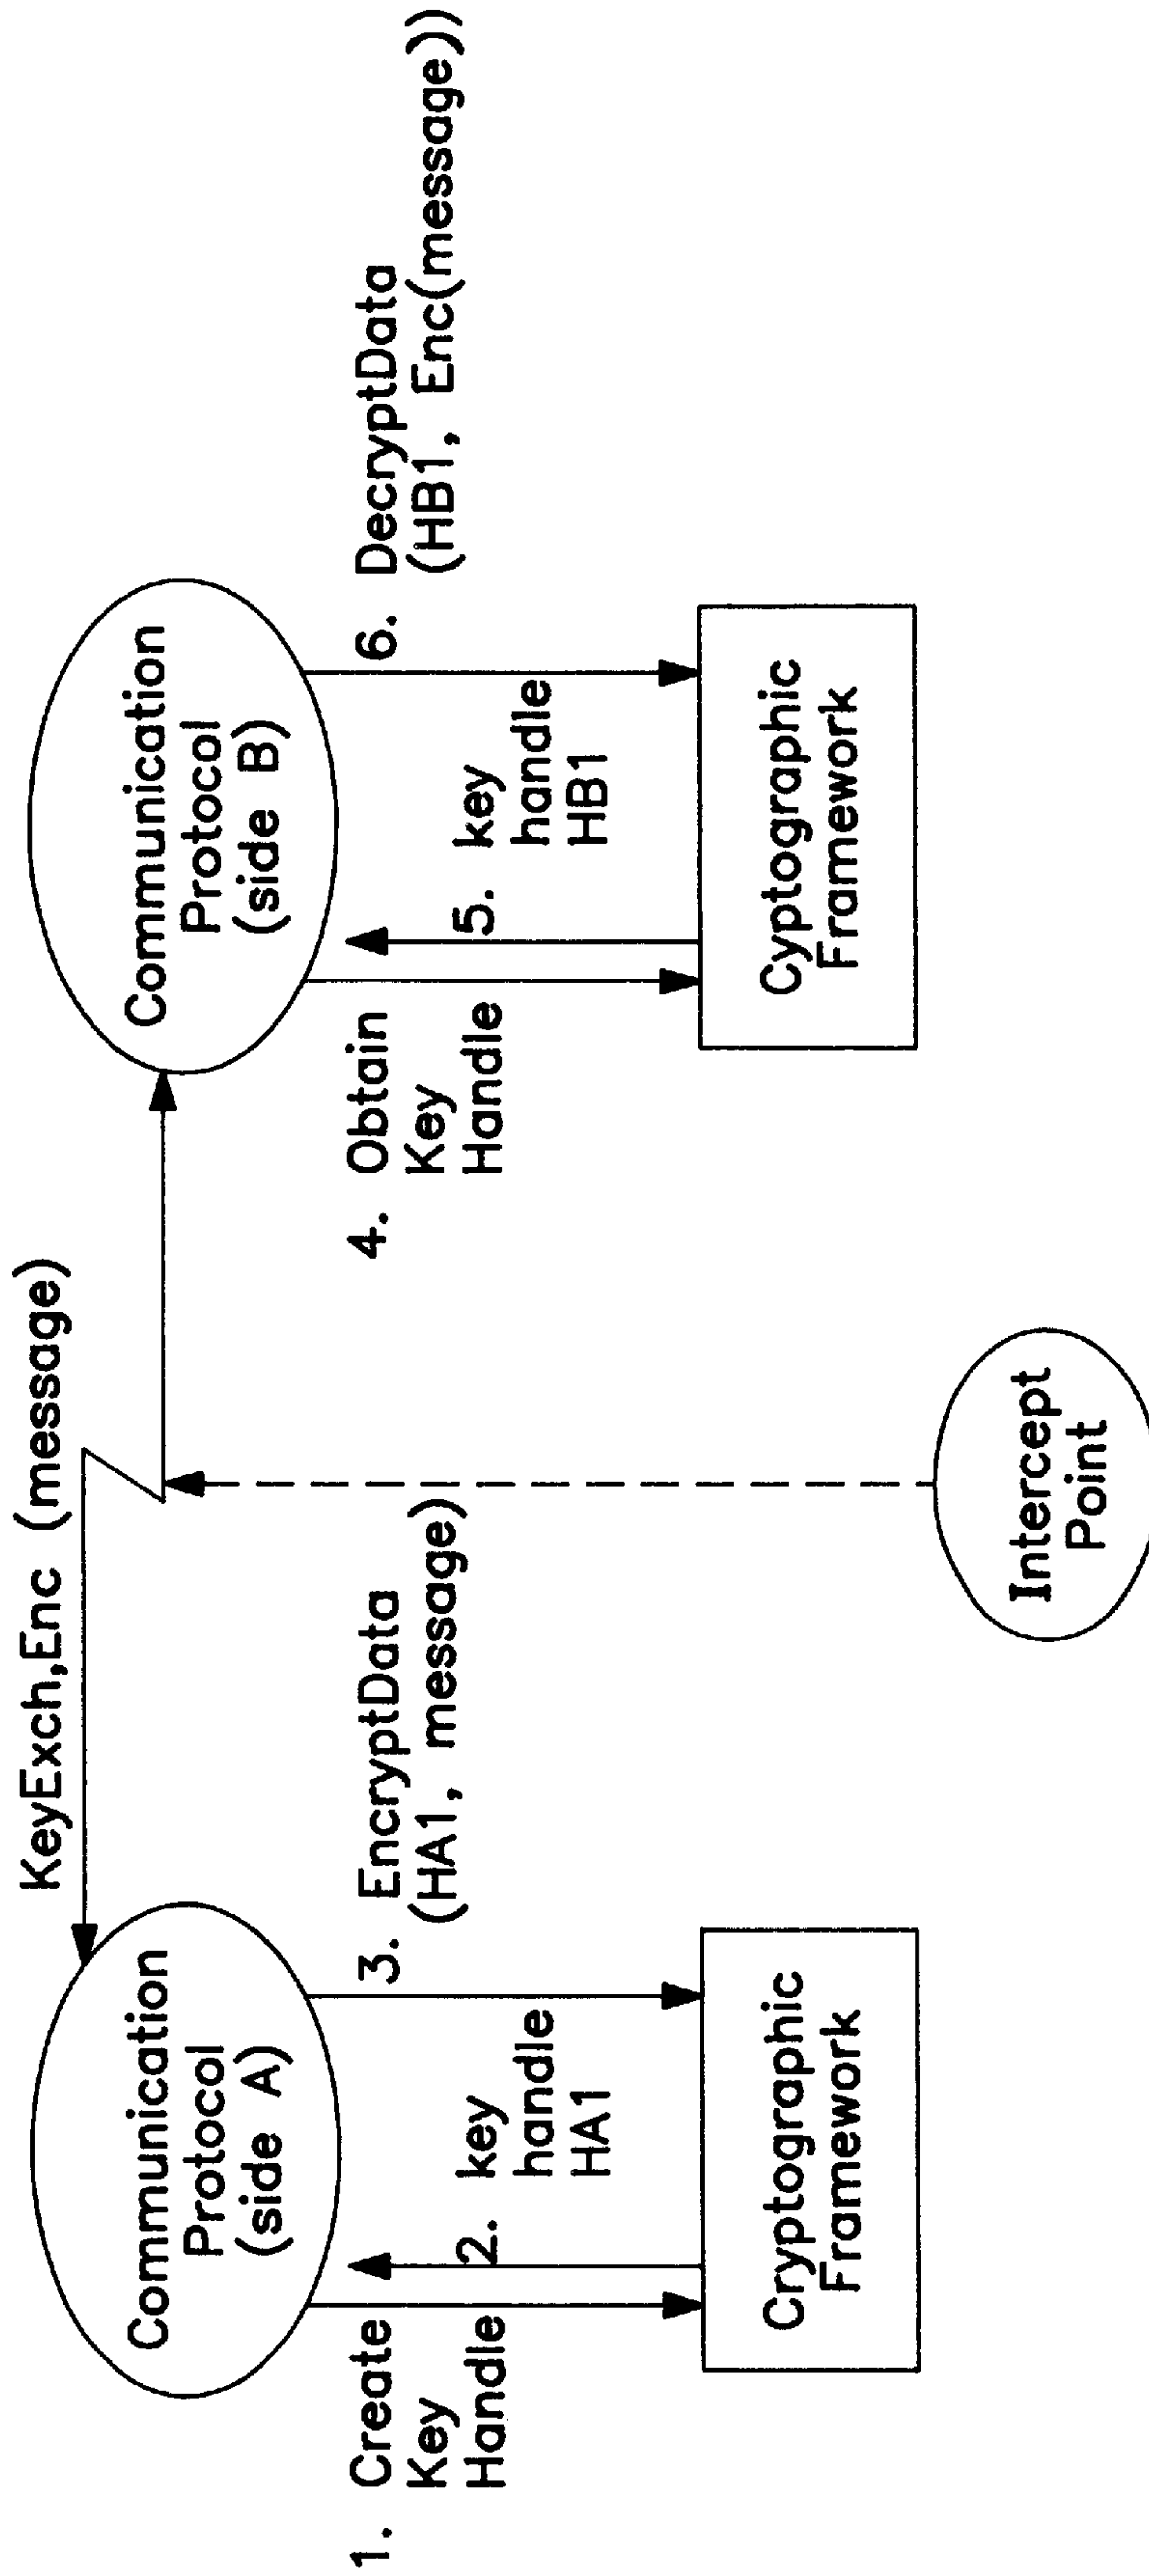 KeyExch,Enc (message)
Communication
Protocol
(side A)
1. Create
Key
Handle
2. key
handle
HA1
3. EncryptData
(HA1, message)
Cryptographic
Framework
Intercept
Point
Communication
Protocol
(side B)
4. Obtain
Key
Handle
5. key
handle
HB1
6. DecryptData
(HB1, Enc(message))
Cyptographic
Framework